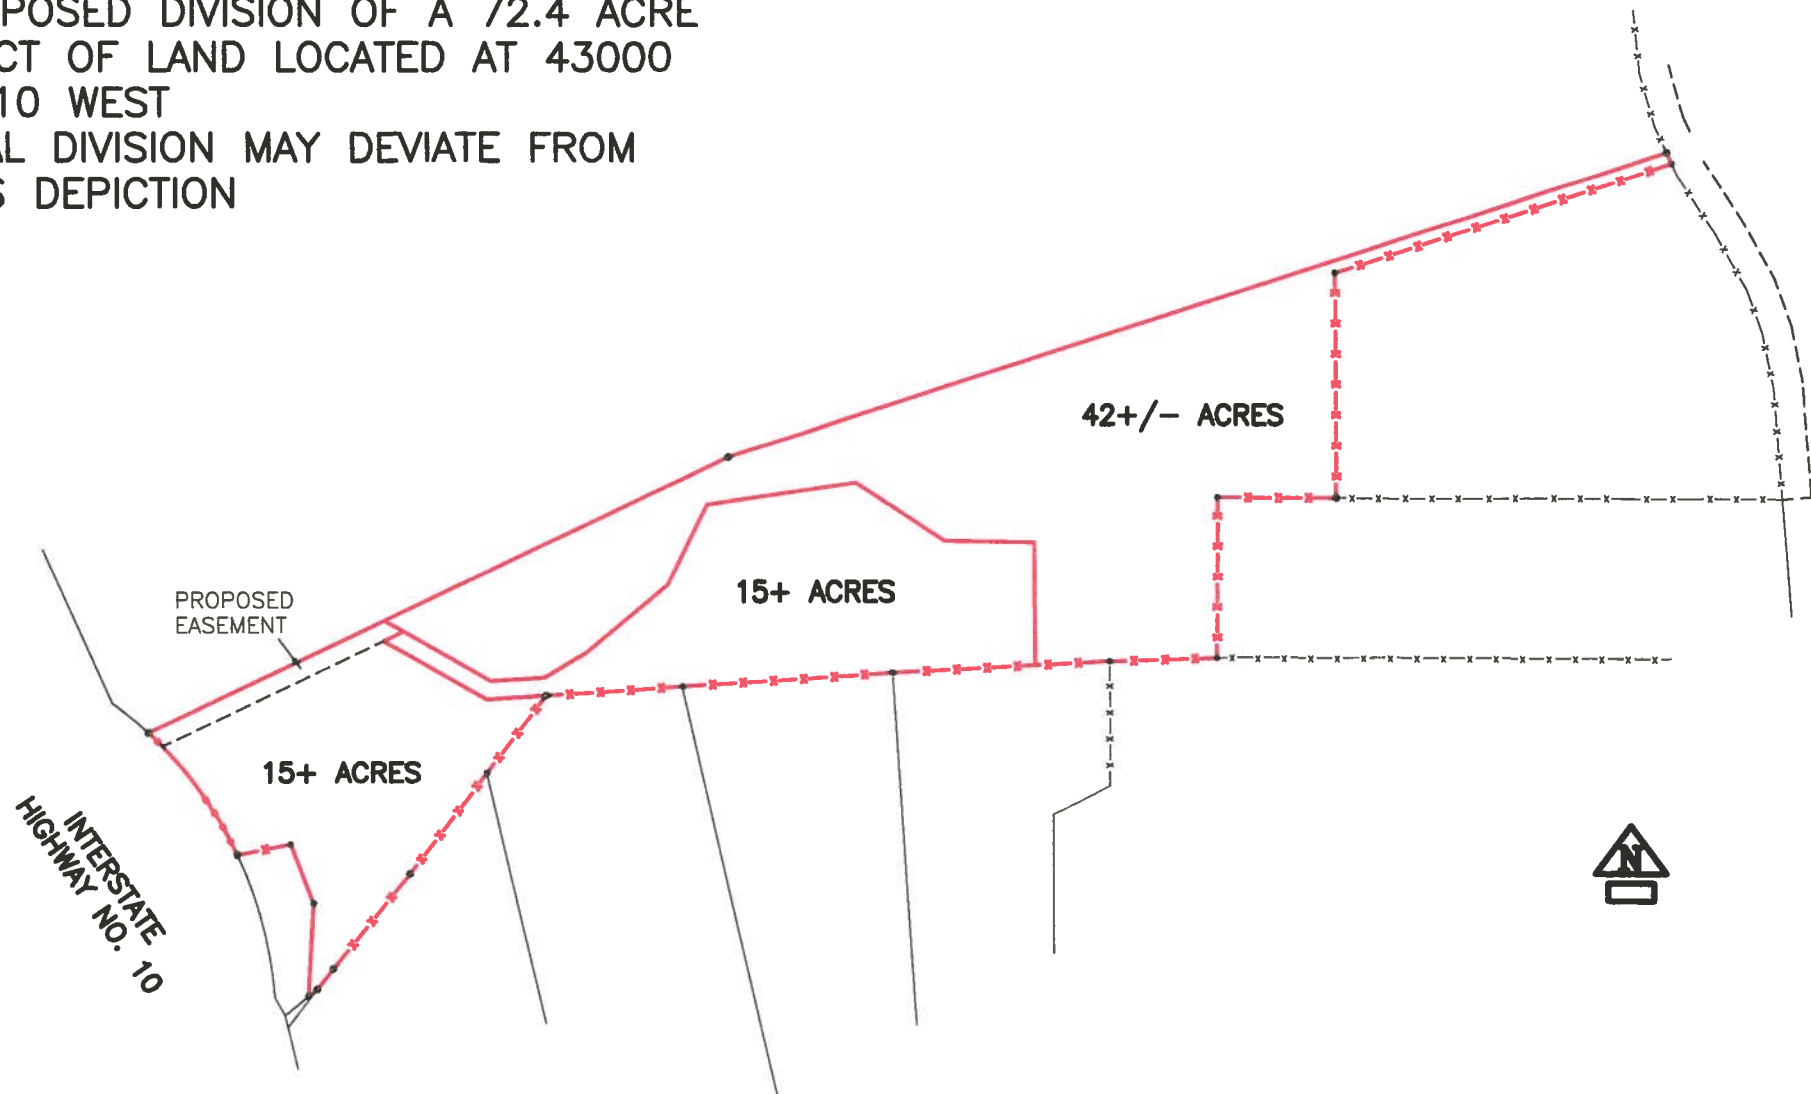 POSED DIVISION OF A 72.4 ACRE
CT OF LAND LOCATED AT 43000
10 WEST
AL DIVISION MAY DEVIATE FROM
S DEPICTION
42+/- ACRES
15+ ACRES
PROPOSED
EASEMENT
15+ ACRES
INTERSTATE
HIGHWAY NO. 10
N